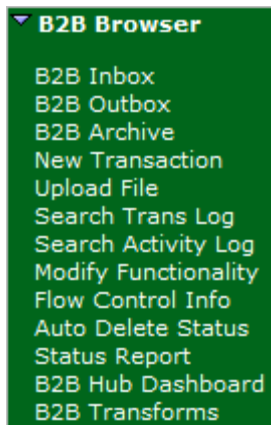 B2B Browser
B2B Inbox
B2B Outbox
B2B Archive
New Transaction
Upload File
Search Trans Log
Search Activity Log
Modify Functionality
Flow Control Info
Auto Delete Status
Status Report
B2B Hub Dashboard
B2B Transforms